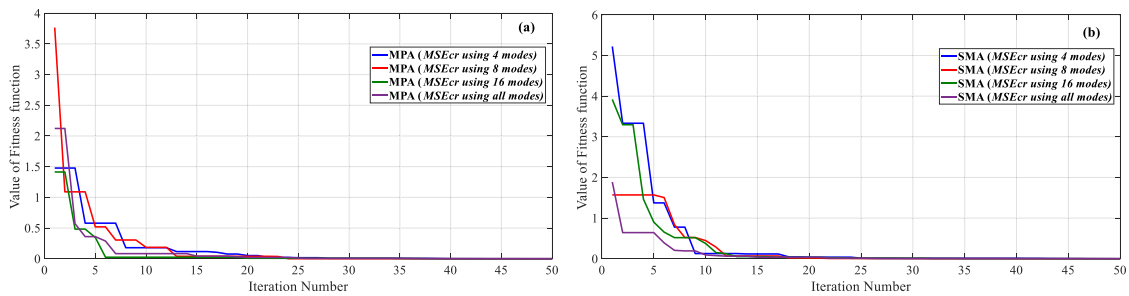 (a)
MPA (MSEcr using 4 modes)
MPA (MSEcr using 8 modes)
MPA (MSEcr using 16 modes)
MPA (MSEcr using all modes)
Value of Fitness function
4
3.5
3
2.5
2
1.5
1
0.5
0
0 5 10 15 20 25 30 35 40 45 50
Iteration Number
(b)
SMA (MSEcr using 4 modes)
SMA (MSEcr using 8 modes)
SMA (MSEcr using 16 modes)
SMA (MSEcr using all modes)
Value of Fitness function
6
5
4
3
2
1
0
0 5 10 15 20 25 30 35 40 45 50
Iteration Number